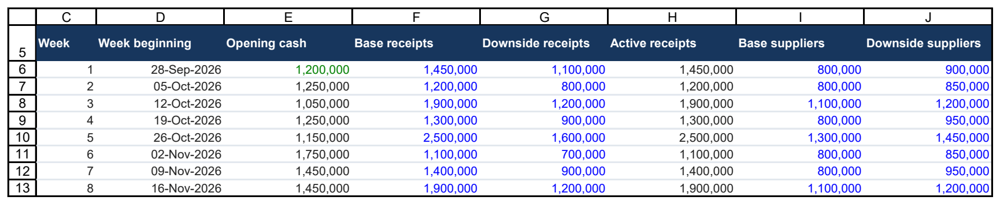 C D E F G H I J
5 Week Week beginning Opening cash Base receipts Downside receipts Active receipts Base suppliers Downside suppliers
6 1 28-Sep-2026 1,200,000 1,450,000 1,100,000 1,450,000 800,000 900,000
7 2 05-Oct-2026 1,250,000 1,200,000 800,000 1,200,000 800,000 850,000
8 3 12-Oct-2026 1,050,000 1,900,000 1,200,000 1,900,000 1,100,000 1,200,000
9 4 19-Oct-2026 1,250,000 1,300,000 900,000 1,300,000 800,000 950,000
10 5 26-Oct-2026 1,150,000 2,500,000 1,600,000 2,500,000 1,300,000 1,450,000
11 6 02-Nov-2026 1,750,000 1,100,000 700,000 1,100,000 800,000 850,000
12 7 09-Nov-2026 1,450,000 1,400,000 900,000 1,400,000 800,000 950,000
13 8 16-Nov-2026 1,450,000 1,900,000 1,200,000 1,900,000 1,100,000 1,200,000